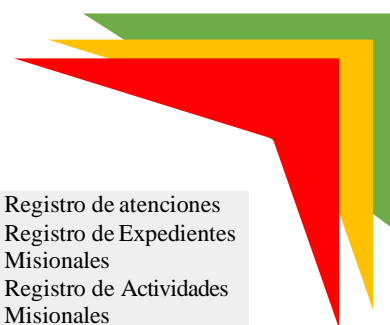 Registro de atenciones
Registro de Expedientes
Misionales
Registro de Actividades
Misionales